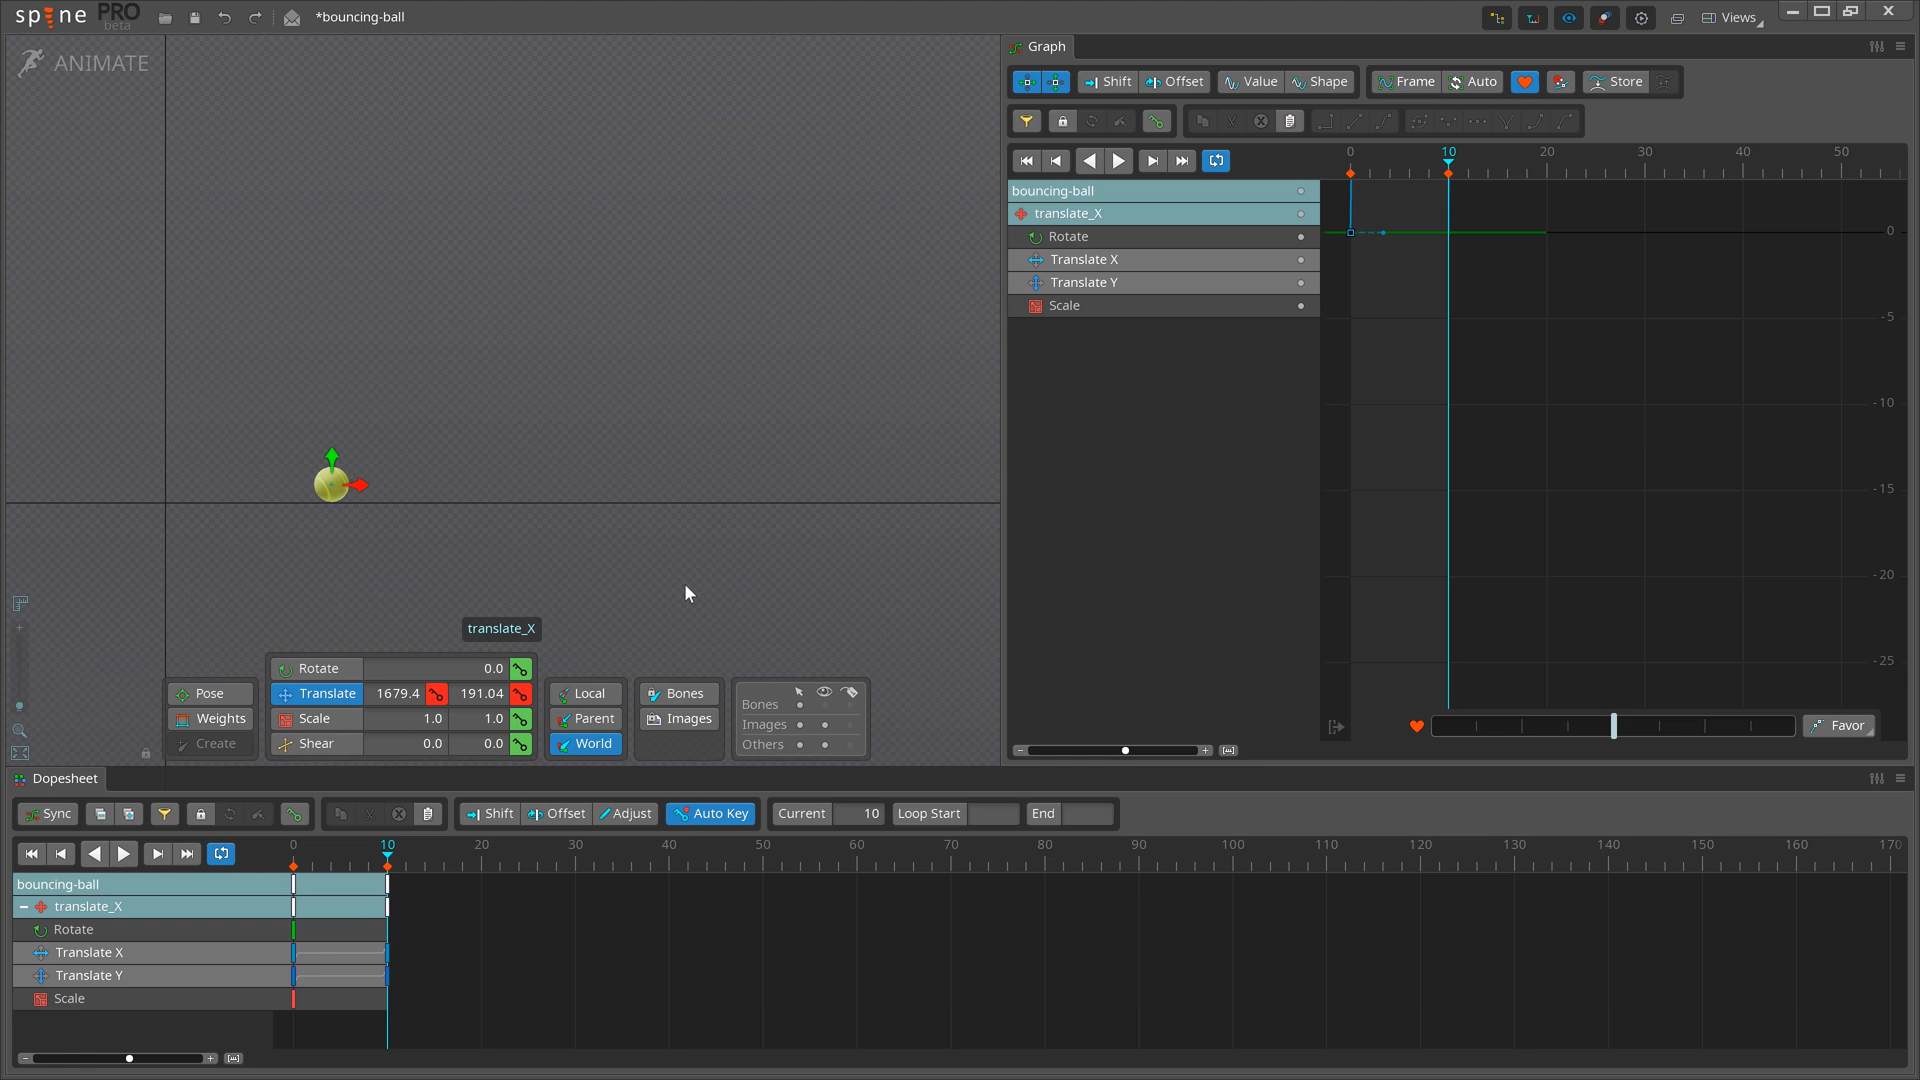 spine PRO beta
*bouncing-ball
Views
ANIMATE
Graph
Shift Offset Value Shape Frame Auto Store
0 10 20 30 40 50
bouncing-ball
translate_X
Rotate
Translate X
Translate Y
Scale
0
-5
-10
-15
-20
-25
Favor
translate_X
Pose
Weights
Create
Rotate 0.0
Translate 1679.4 191.04
Scale 1.0 1.0
Shear 0.0 0.0
Local
Parent
World
Bones
Images
Bones
Images
Others
Dopesheet
Sync Shift Offset Adjust Auto Key Current 10 Loop Start End
0 10 20 30 40 50 60 70 80 90 100 110 120 130 140 150 160 170
bouncing-ball
translate_X
Rotate
Translate X
Translate Y
Scale